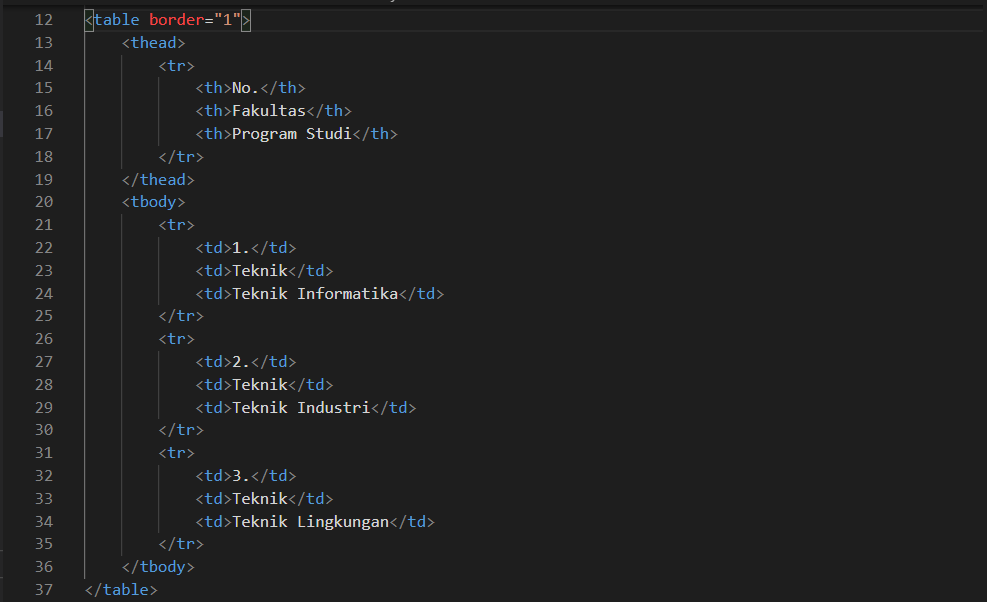 12 <table border="1">
13 <thead>
14 <tr>
15 <th>No.</th>
16 <th>Fakultas</th>
17 <th>Program Studi</th>
18 </tr>
19 </thead>
20 <tbody>
21 <tr>
22 <td>1.</td>
23 <td>Teknik</td>
24 <td>Teknik Informatika</td>
25 </tr>
26 <tr>
27 <td>2.</td>
28 <td>Teknik</td>
29 <td>Teknik Industri</td>
30 </tr>
31 <tr>
32 <td>3.</td>
33 <td>Teknik</td>
34 <td>Teknik Lingkungan</td>
35 </tr>
36 </tbody>
37 </table>